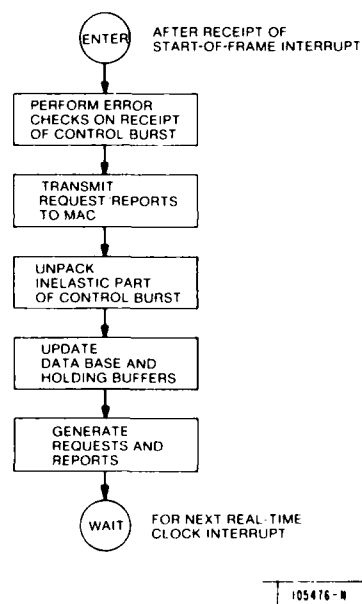 ENTER
AFTER RECEIPT OF
START-OF-FRAME INTERRUPT
PERFORM ERROR
CHECKS ON RECEIPT
OF CONTROL BURST
TRANSMIT
REQUEST REPORTS
TO MAC
UNPACK
INELASTIC PART
OF CONTROL BURST
UPDATE
DATA BASE AND
HOLDING BUFFERS
GENERATE
REQUESTS AND
REPORTS
WAIT
FOR NEXT REAL-TIME
CLOCK INTERRUPT
105476-N